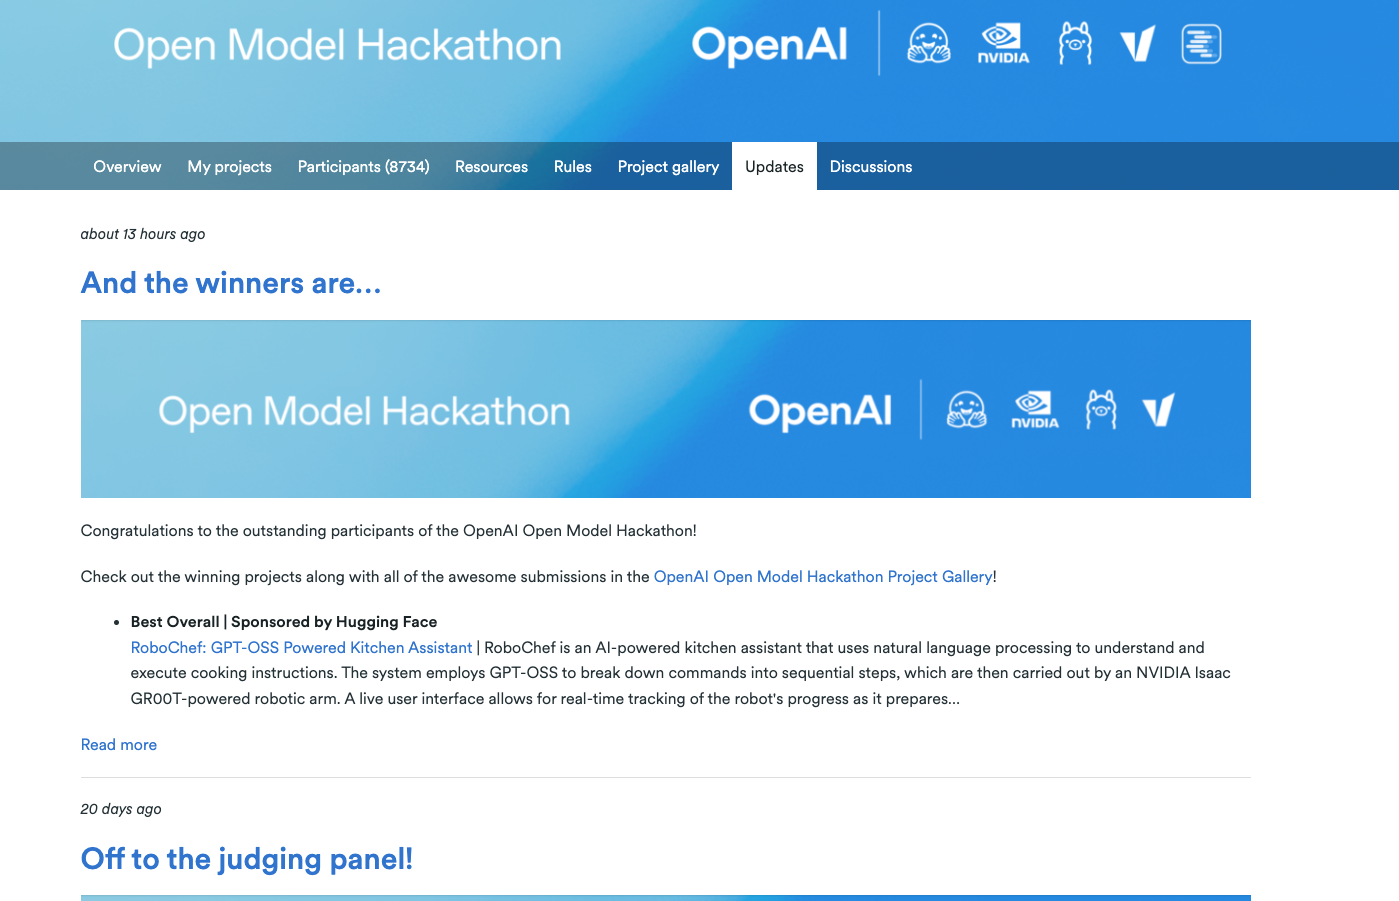 Open Model Hackathon
OpenAI
NVIDIA
Overview My projects Participants (8734) Resources Rules Project gallery Updates Discussions
about 13 hours ago
And the winners are...
Open Model Hackathon
OpenAI
NVIDIA
Congratulations to the outstanding participants of the OpenAI Open Model Hackathon!
Check out the winning projects along with all of the awesome submissions in the OpenAI Open Model Hackathon Project Gallery!
• Best Overall | Sponsored by Hugging Face
RoboChef: GPT-OSS Powered Kitchen Assistant | RoboChef is an AI-powered kitchen assistant that uses natural language processing to understand and
execute cooking instructions. The system employs GPT-OSS to break down commands into sequential steps, which are then carried out by an NVIDIA Isaac
GR00T-powered robotic arm. A live user interface allows for real-time tracking of the robot's progress as it prepares...
Read more
20 days ago
Off to the judging panel!